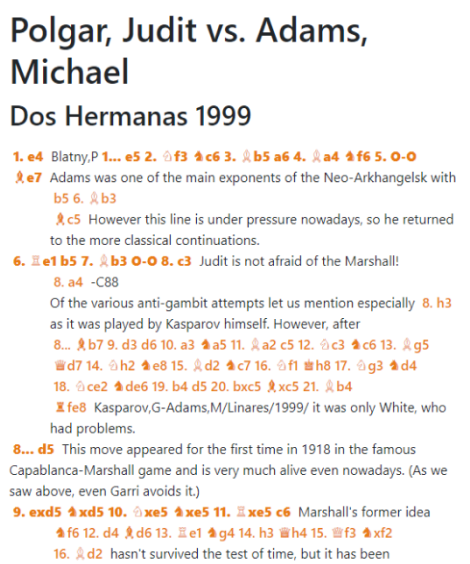 Polgar, Judit vs. Adams,
Michael
Dos Hermanas 1999
1. e4 Blatny,P 1... e5 2. ♘f3 ♞c6 3. ♗b5 a6 4. ♗a4 ♞f6 5. O-O
♝e7 Adams was one of the main exponents of the Neo-Arkhangelsk with
b5 6. ♗b3
♝c5 However this line is under pressure nowadays, so he returned
to the more classical continuations.
6. ♖e1 b5 7. ♗b3 O-O 8. c3 Judit is not afraid of the Marshall!
8. a4 -C88
Of the various anti-gambit attempts let us mention especially 8. h3
as it was played by Kasparov himself. However, after
8... ♝b7 9. d3 d6 10. a3 ♞a5 11. ♗a2 c5 12. ♘c3 ♞c6 13. ♗g5
♛d7 14. ♘h2 ♞e8 15. ♗d2 ♞c7 16. ♘f1 ♚h8 17. ♘g3 ♞d4
18. ♘ce2 ♞de6 19. b4 d5 20. bxc5 ♝xc5 21. ♗b4
♜fe8 Kasparov,G-Adams,M/Linares/1999/ it was only White, who
had problems.
8... d5 This move appeared for the first time in 1918 in the famous
Capablanca-Marshall game and is very much alive even nowadays. (As we
saw above, even Garri avoids it.)
9. exd5 ♞xd5 10. ♘xe5 ♞xe5 11. ♖xe5 c6 Marshall's former idea
♞f6 12. d4 ♝d6 13. ♖e1 ♞g4 14. h3 ♛h4 15. ♕f3 ♞xf2
16. ♗d2 hasn't survived the test of time, but it has been